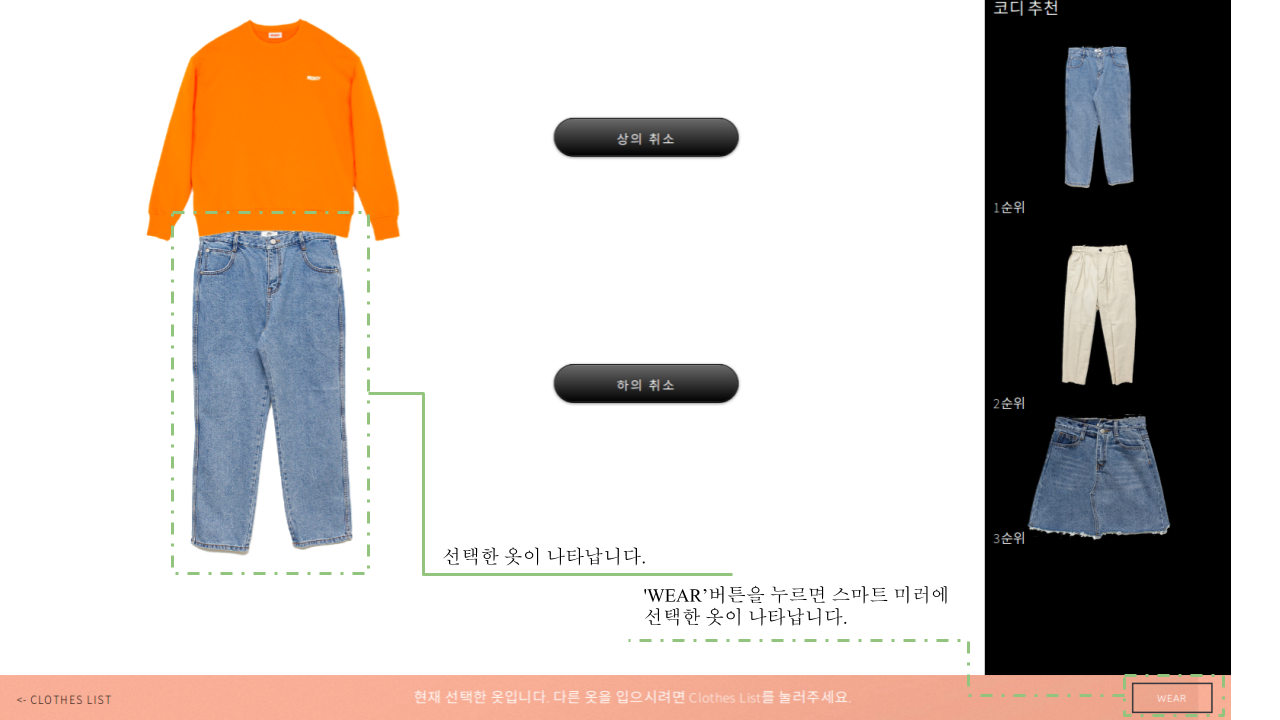 코디 추천
상의 취소
1순위
하의 취소
2순위
3순위
선택한 옷이 나타납니다.
'WEAR’버튼을 누르면 스마트 미러에
선택한 옷이 나타납니다.
<- CLOTHES LIST
현재 선택한 옷입니다. 다른 옷을 입으시려면 Clothes List를 눌러주세요.
WEAR